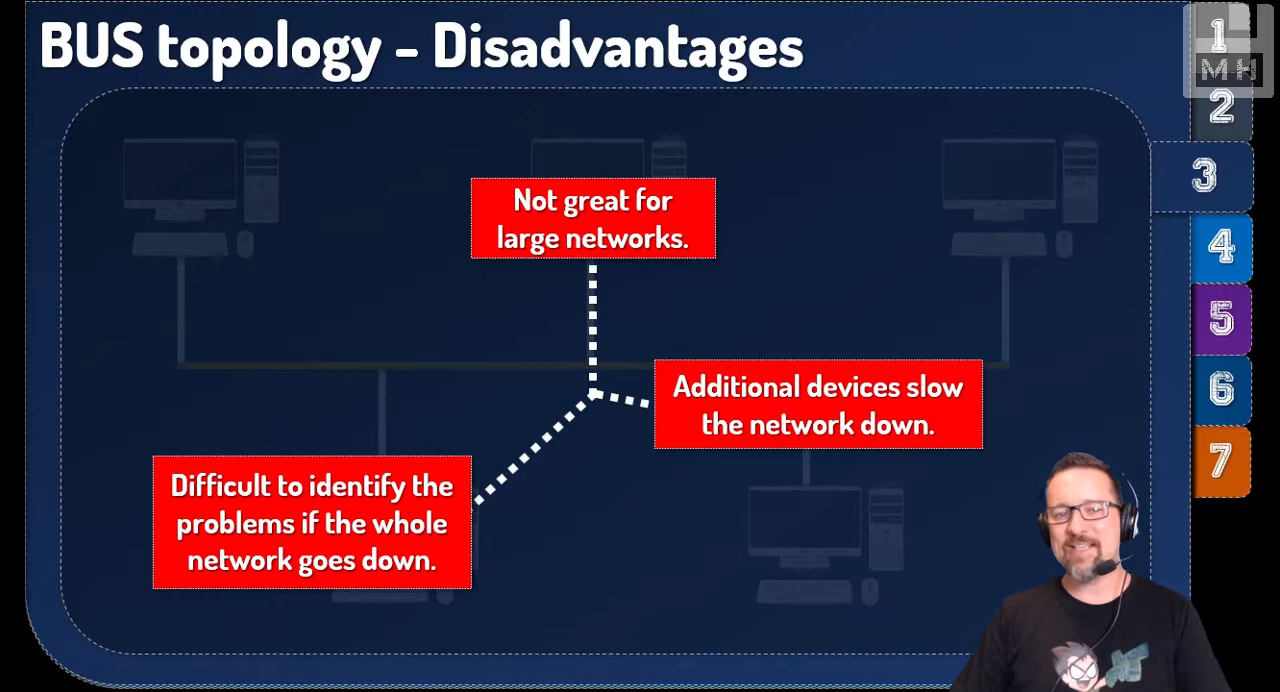 BUS topology – Disadvantages
1
MH
2
3
4
5
6
7
Not great for
large networks.
Additional devices slow
the network down.
Difficult to identify the
problems if the whole
network goes down.